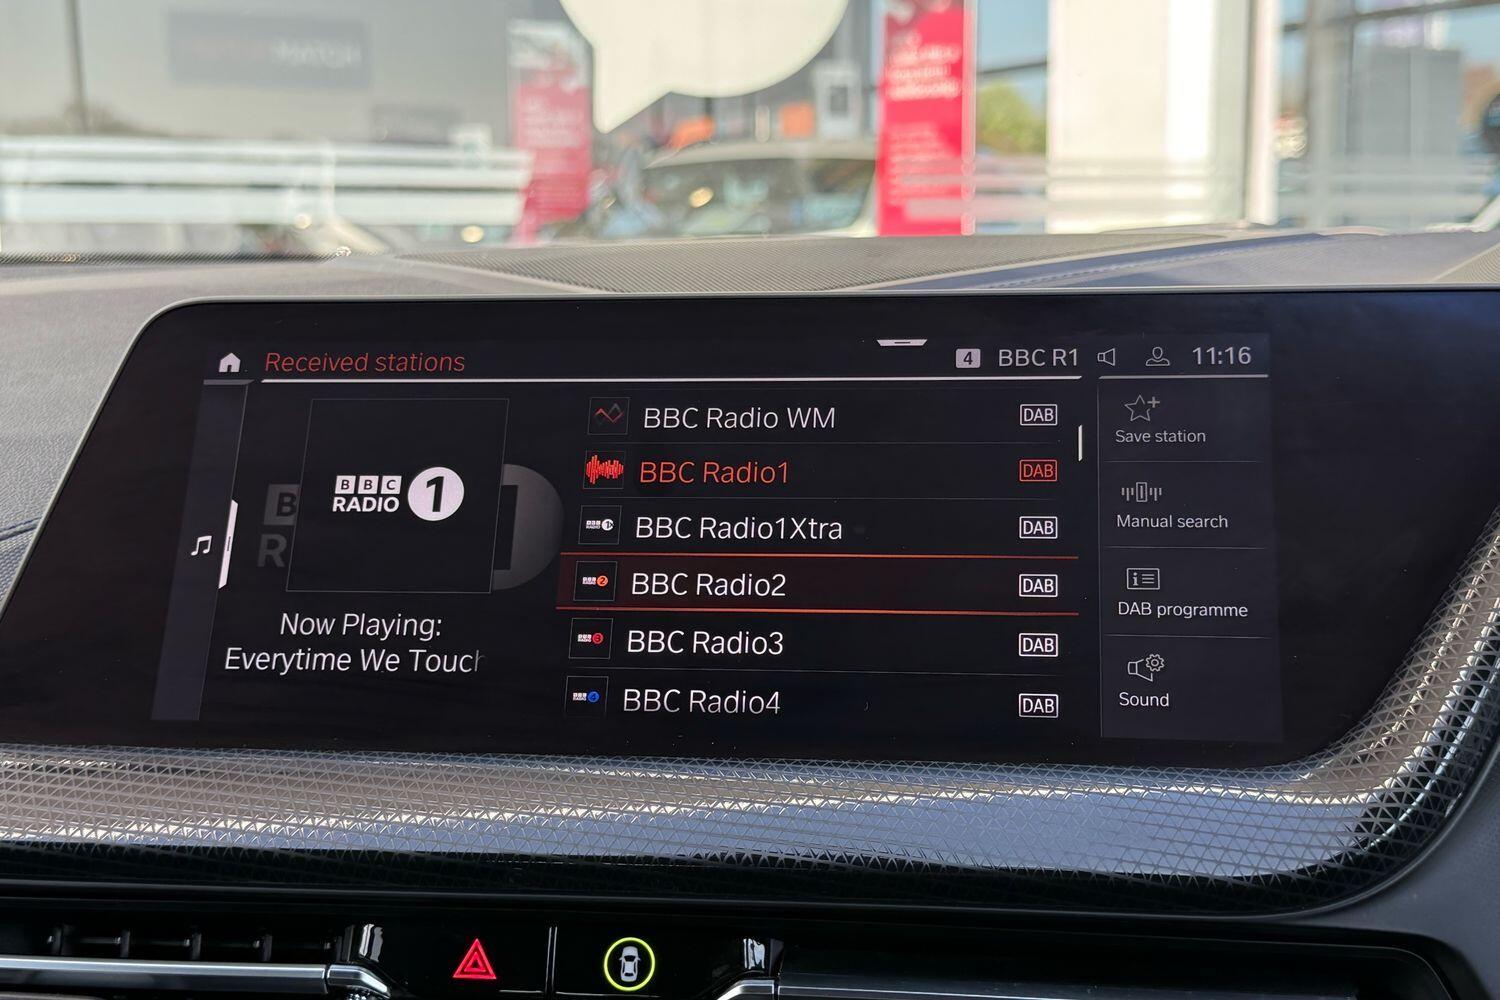 Received stations
4 BBC R1 11:16
BBC RADIO 1
Now Playing:
Everytime We Touch
BBC Radio WM DAB
BBC Radio1 DAB
BBC Radio1Xtra DAB
BBC Radio2 DAB
BBC Radio3 DAB
BBC Radio4 DAB
Save station
Manual search
DAB programme
Sound